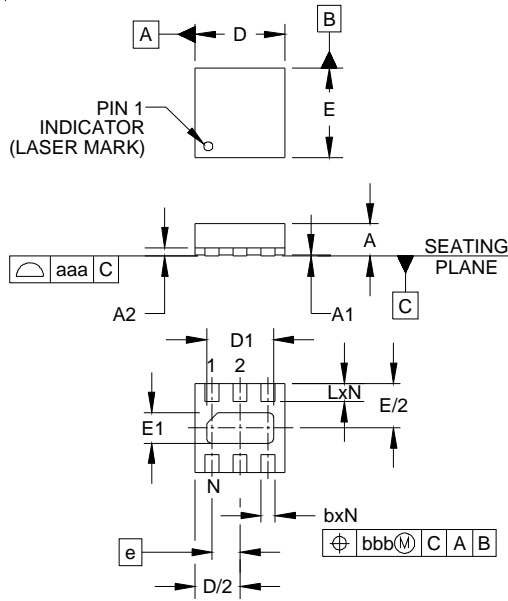 A
D
B
E
PIN 1
INDICATOR
(LASER MARK)
A
SEATING
PLANE
aaa C
C
A2
A1
D1
1 2
LxN
E/2
E1
N
bxN
e
bbb Ⓜ C A B
D/2